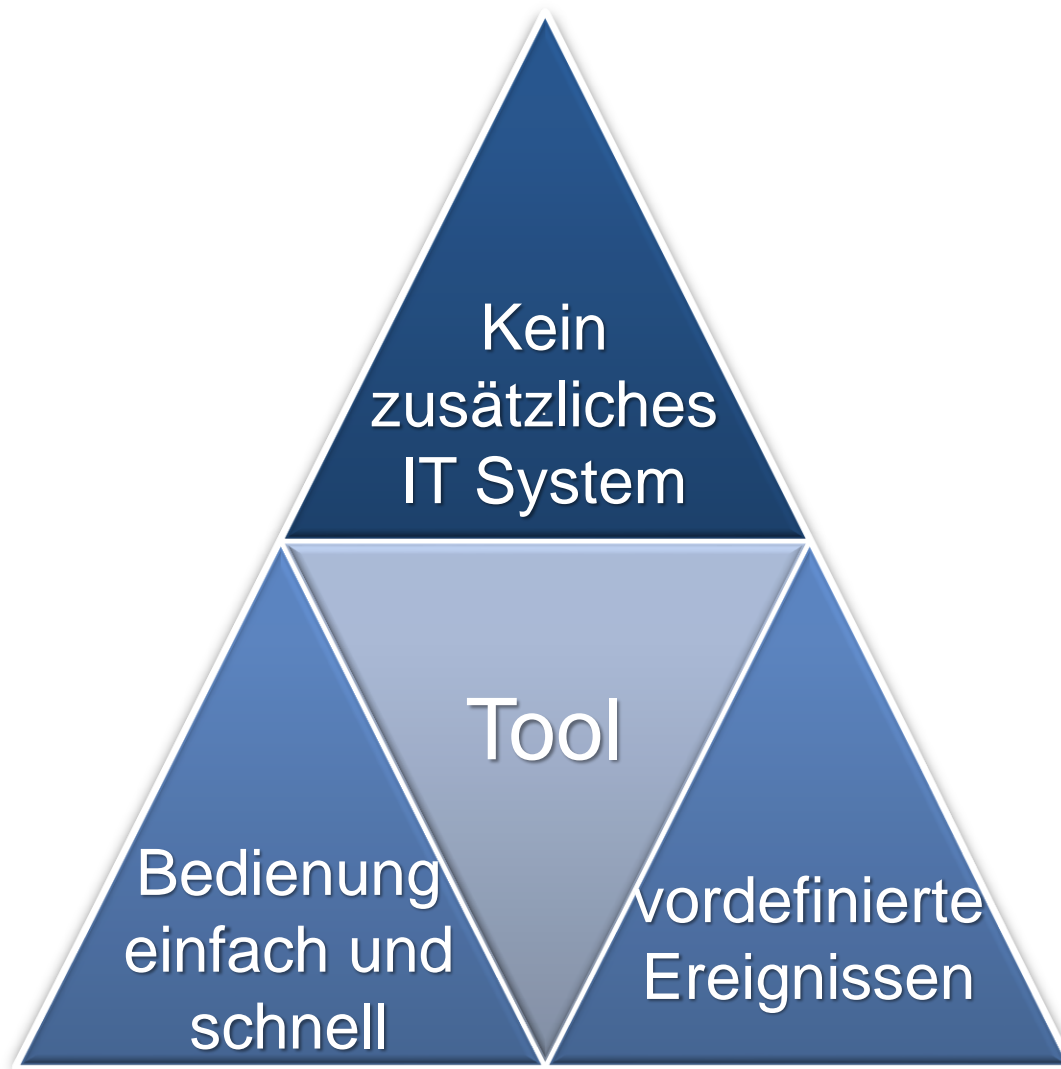 Kein
zusätzliches
IT System
Tool
Bedienung
einfach und
schnell
vordefinierte
Ereignissen